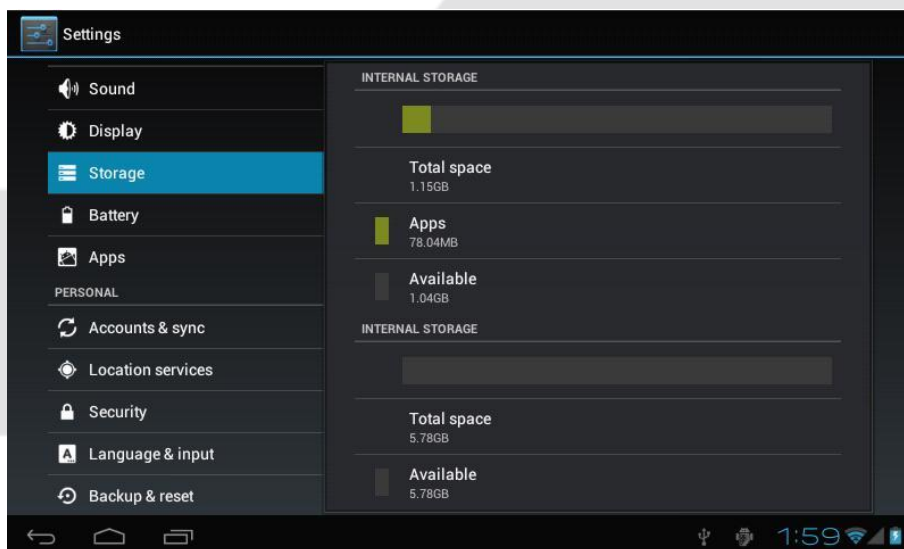 Settings
Sound
Display
Storage
Battery
Apps
PERSONAL
Accounts & sync
Location services
Security
Language & input
Backup & reset
INTERNAL STORAGE
Total space
1.15GB
Apps
78.04MB
Available
1.04GB
INTERNAL STORAGE
Total space
5.78GB
Available
5.78GB
1:59